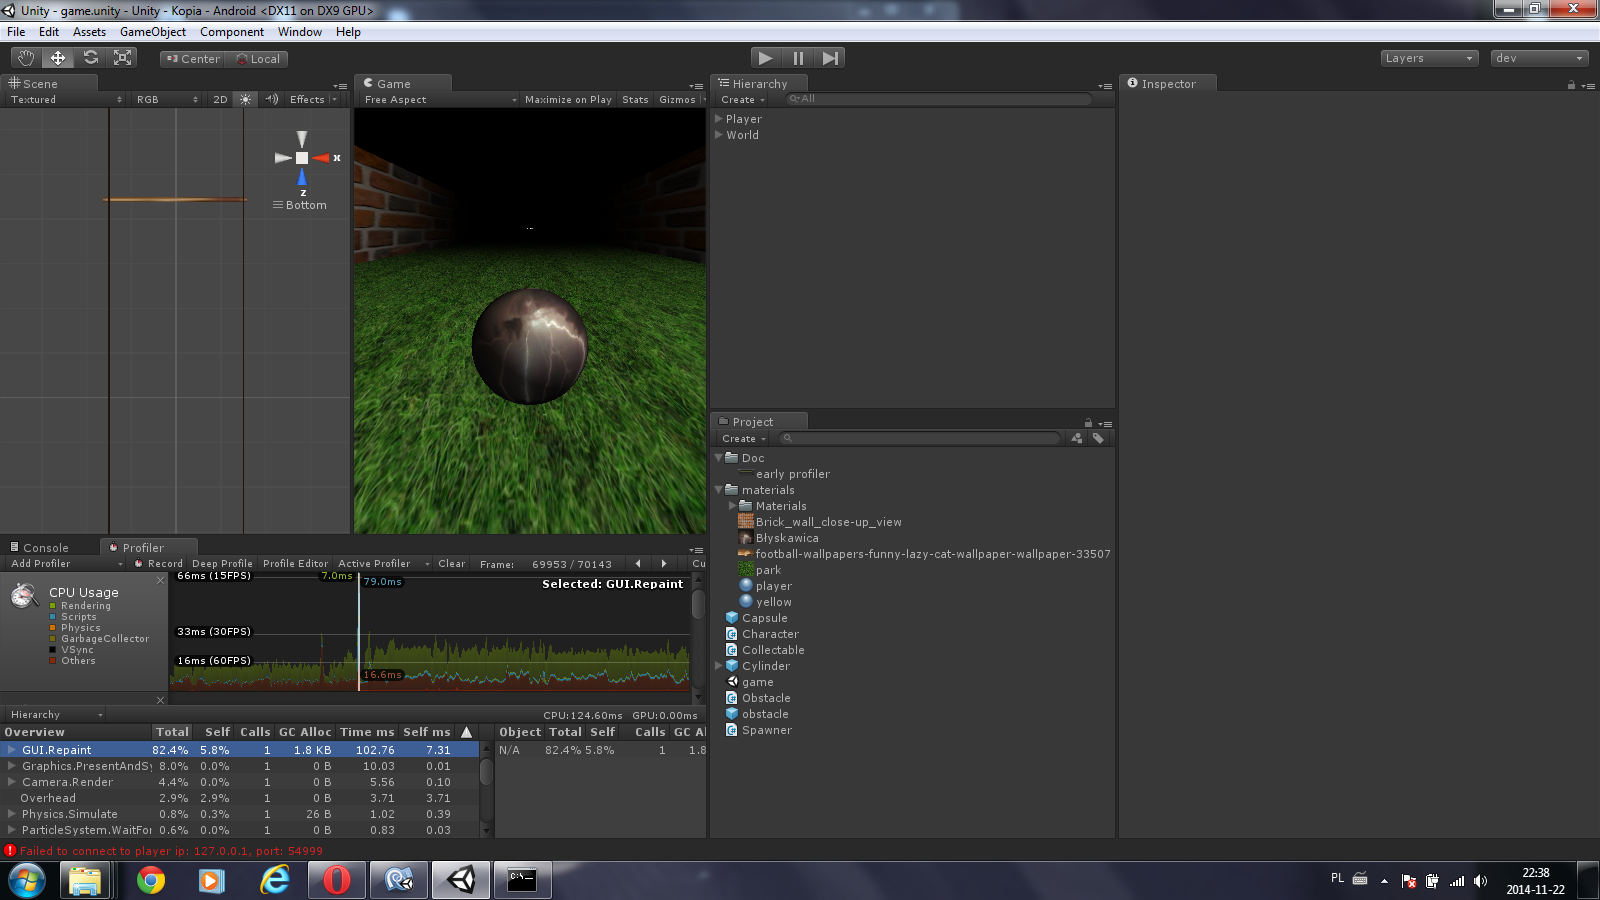 Unity - game.unity - Unity - Kopia - Android <DX11 on DX9 GPU>
File Edit Assets GameObject Component Window Help
Center Local Layers dev
Scene
Textured RGB 2D Effects
x
z
Bottom
Game
Free Aspect Maximize on Play Stats Gizmos
Hierarchy
Create All
Player
World
Inspector
Project
Create
Doc
early profiler
materials
Materials
Brick_wall_close-up_view
Błyskawica
football-wallpapers-funny-lazy-cat-wallpaper-wallpaper-33507
park
player
yellow
Capsule
Character
Collectable
Cylinder
game
Obstacle
obstacle
Spawner
Console Profiler
Add Profiler Record Deep Profile Profile Editor Active Profiler Clear Frame: 69953 / 70143 Cu
CPU Usage
Rendering
Scripts
Physics
GarbageCollector
VSync
Others
66ms (15FPS) 7.0ms 79.0ms Selected: GUI.Repaint
33ms (30FPS)
16ms (60FPS) 16.6ms
Hierarchy CPU:124.60ms GPU:0.00ms
Overview Total Self Calls GC Alloc Time ms Self ms Object Total Self Calls GC Al
GUI.Repaint 82.4% 5.8% 1 1.8 KB 102.76 7.31 N/A 82.4% 5.8% 1 1.8
Graphics.PresentAndSy 8.0% 0.0% 1 0 B 10.03 0.01
Camera.Render 4.4% 0.0% 1 0 B 5.56 0.10
Overhead 2.9% 2.9% 1 0 B 3.71 3.71
Physics.Simulate 0.8% 0.3% 1 26 B 1.02 0.39
ParticleSystem.WaitFor 0.6% 0.0% 1 0 B 0.83 0.03
Failed to connect to player ip: 127.0.0.1, port: 54999
C:\_
PL
22:38
2014-11-22